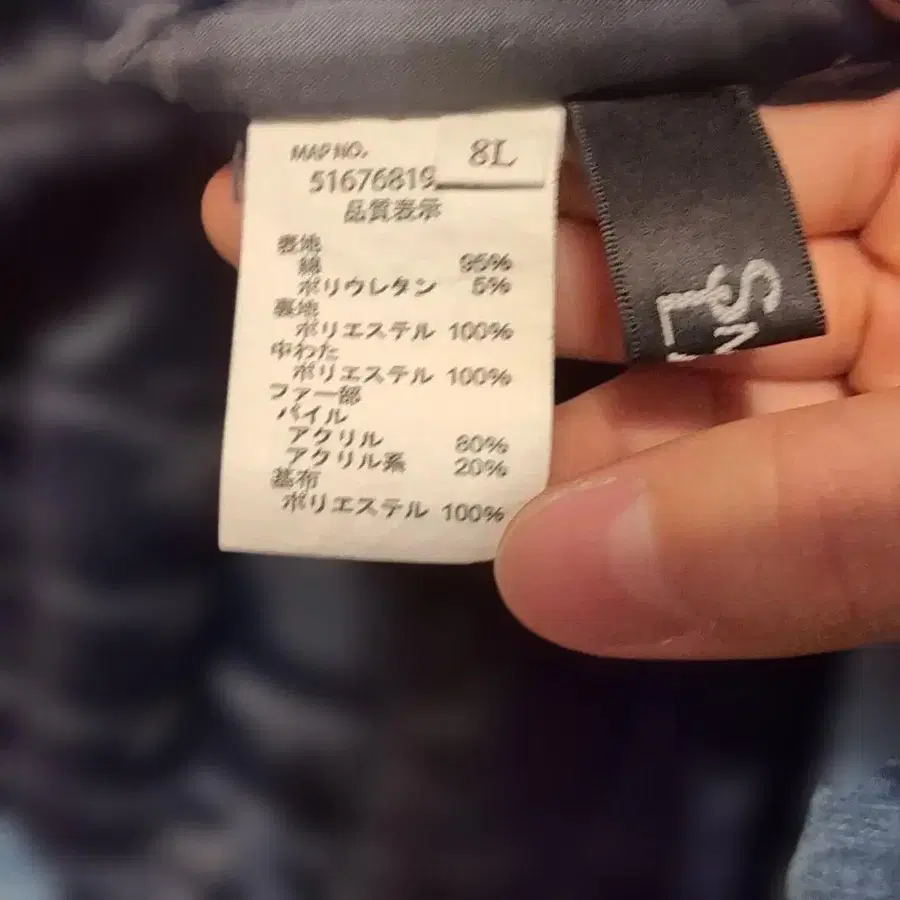 MAP NO.
8L
51676819
品質表示
表地
綿 95%
ポリウレタン 5%
裏地
ポリエステル 100%
中わた
ポリエステル 100%
ファー部
パイル
アクリル 80%
アクリル系 20%
基布
ポリエステル 100%